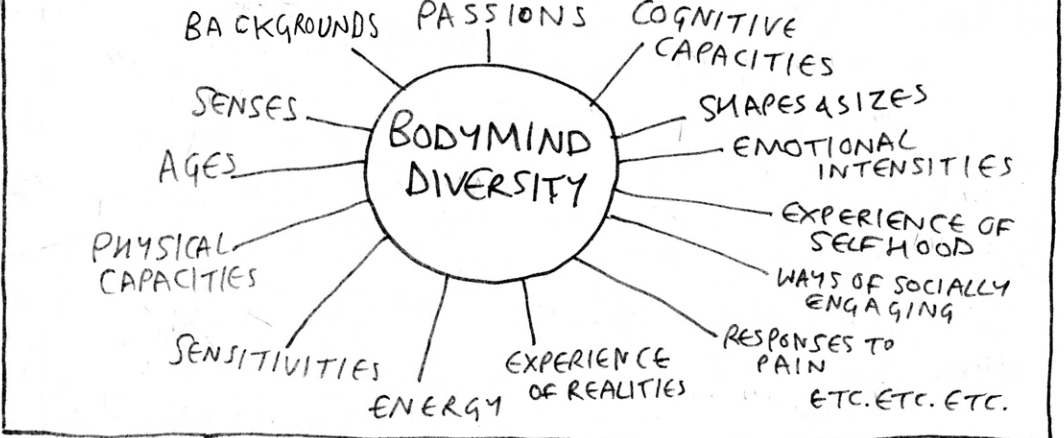 BODYMIND
DIVERSITY
PASSIONS
COGNITIVE
CAPACITIES
SHAPES & SIZES
EMOTIONAL
INTENSITIES
EXPERIENCE OF
SELFHOOD
WAYS OF SOCIALLY
ENGAGING
RESPONSES TO
PAIN
ETC. ETC. ETC.
EXPERIENCE
OF REALITIES
ENERGY
SENSITIVITIES
PHYSICAL
CAPACITIES
AGES
SENSES
BACKGROUNDS